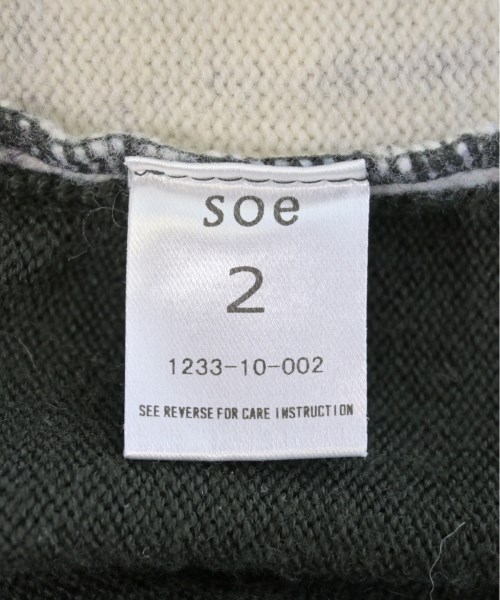 soe
2
1233-10-002
SEE REVERSE FOR CARE INSTRUCTION